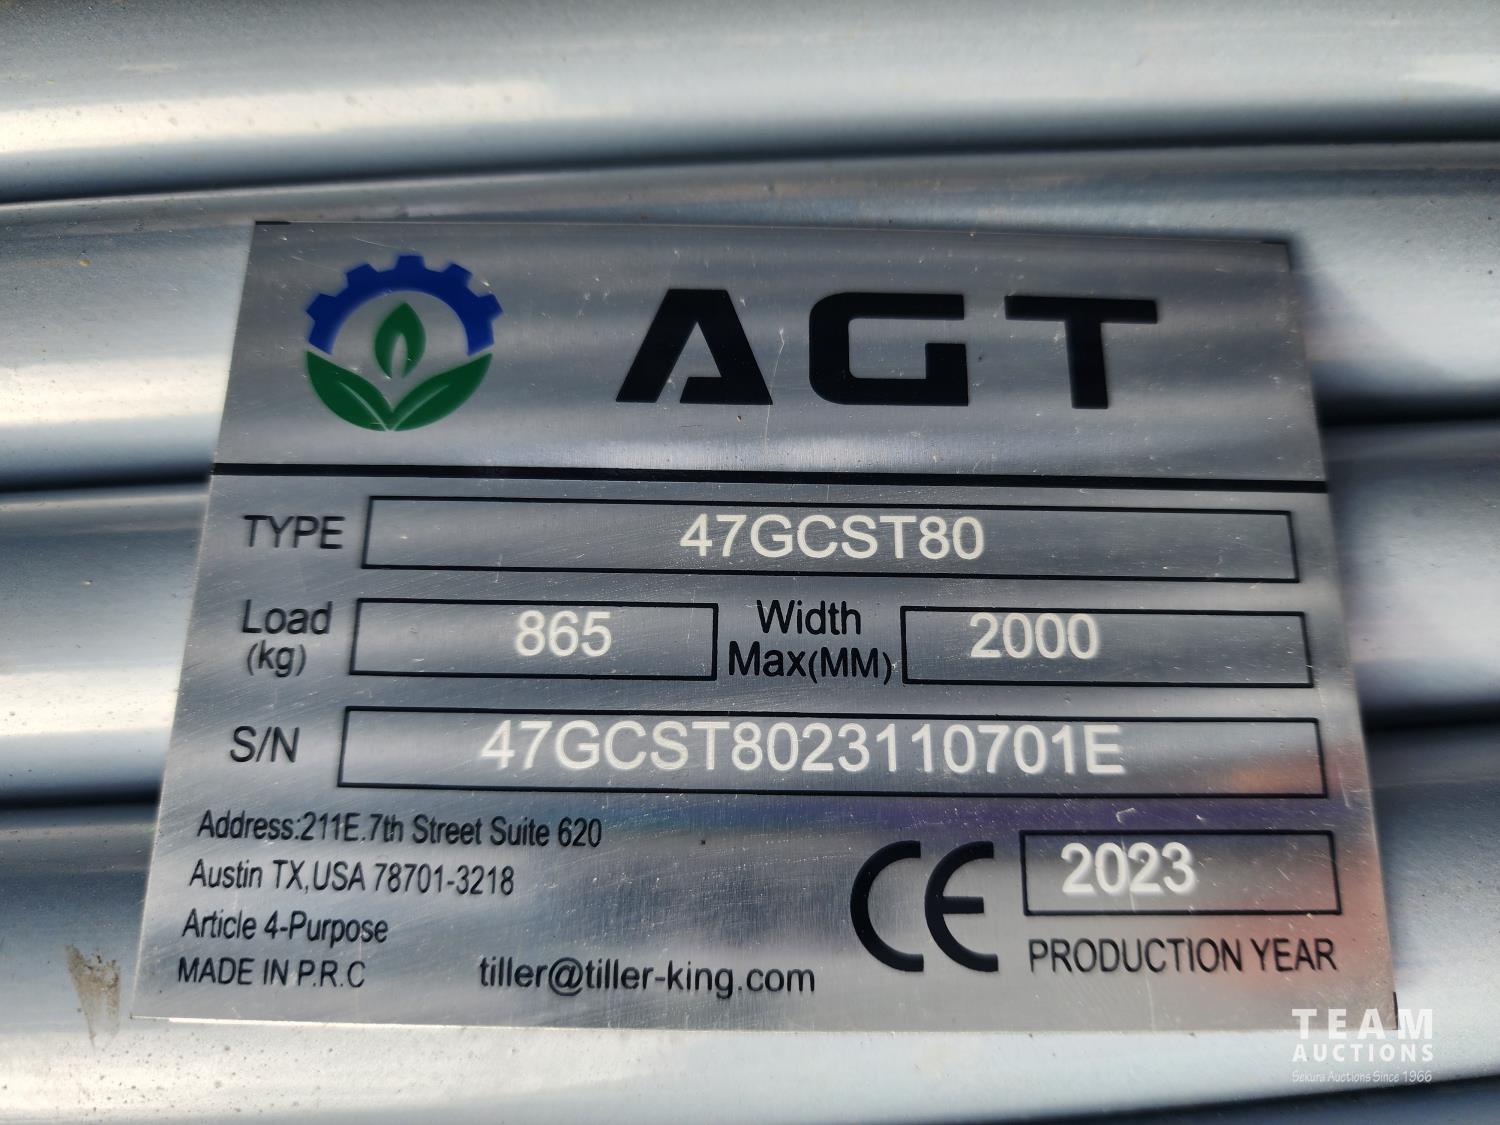 AGT
TYPE 47GCST80
Load (kg) 865 Width Max(MM) 2000
S/N 47GCST8023110701E
Address:211E.7th Street Suite 620
Austin TX,USA 78701-3218
Article 4-Purpose
MADE IN P.R.C
tiller@tiller-king.com
CE
2023
PRODUCTION YEAR
TEAM
AUCTIONS
Sekura Auctions Since 1966